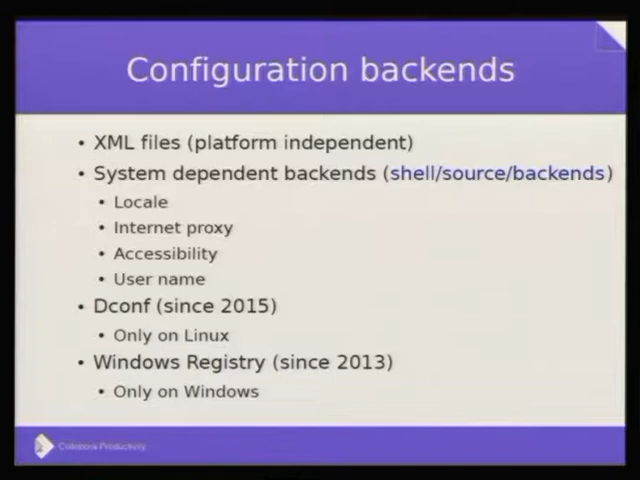 Configuration backends
• XML files (platform independent)
• System dependent backends (shell/source/backends)
• Locale
• Internet proxy
• Accessibility
• User name
• Dconf (since 2015)
• Only on Linux
• Windows Registry (since 2013)
• Only on Windows
Collabora Productivity